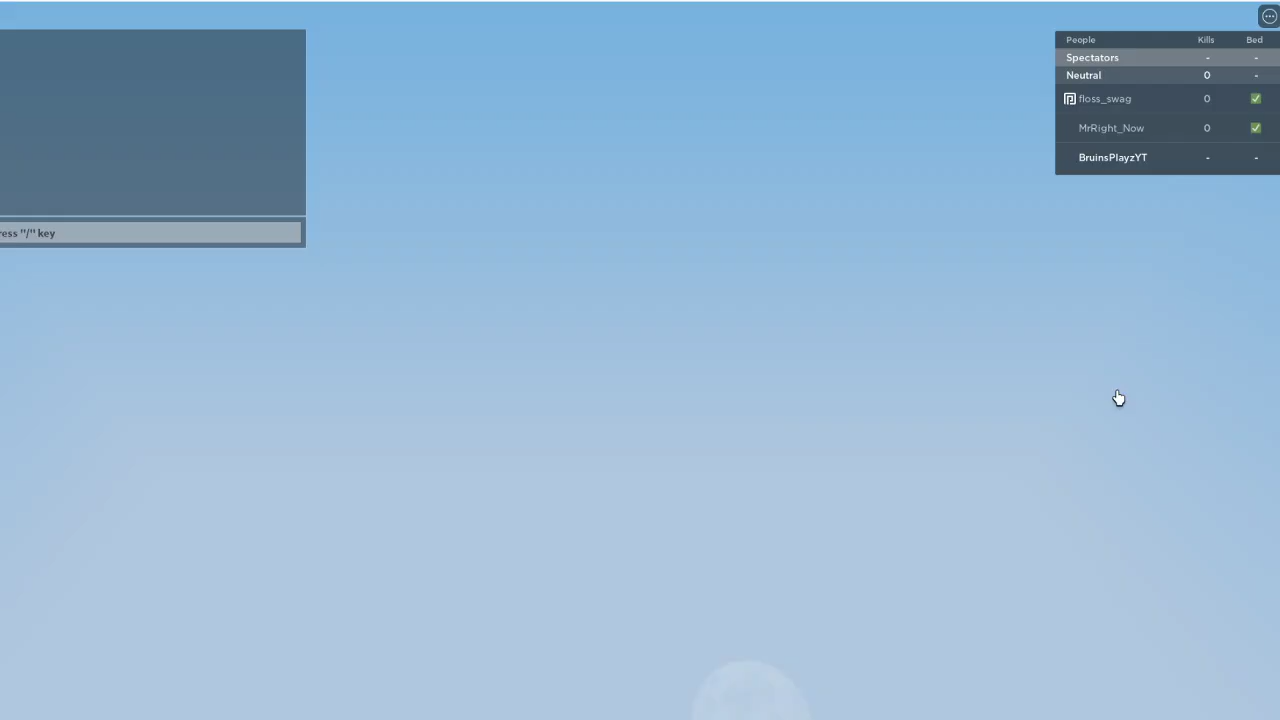 People Kills Bed
Spectators - -
Neutral 0 -
floss_swag 0
MrRight_Now 0
BruinsPlayzYT - -
ress "/" key